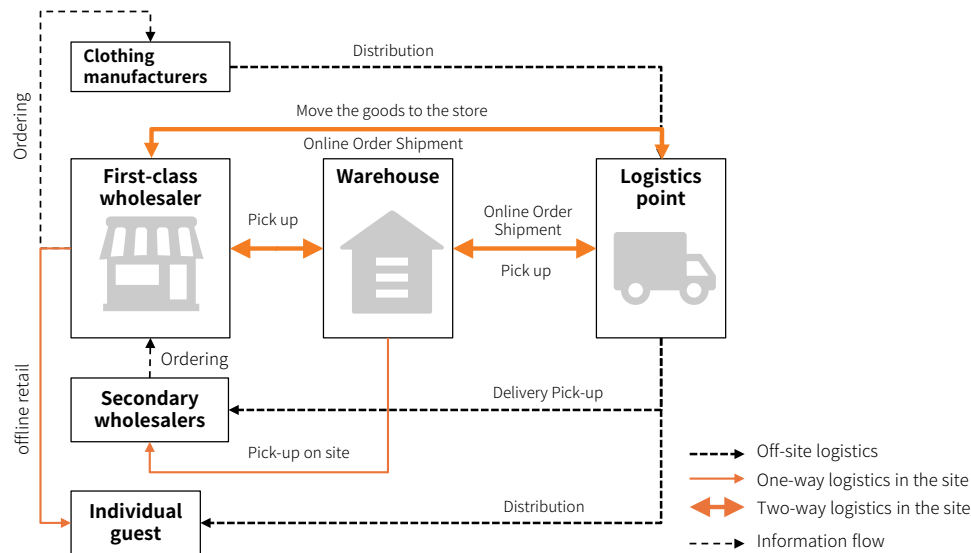 Clothing
manufacturers
Distribution
Ordering
Move the goods to the store
Online Order Shipment
First-class
wholesaler
Warehouse
Logistics
point
Pick up
Online Order
Shipment
Pick up
Ordering
offline retail
Secondary
wholesalers
Delivery Pick-up
Pick-up on site
Individual
guest
Distribution
Off-site logistics
One-way logistics in the site
Two-way logistics in the site
Information flow